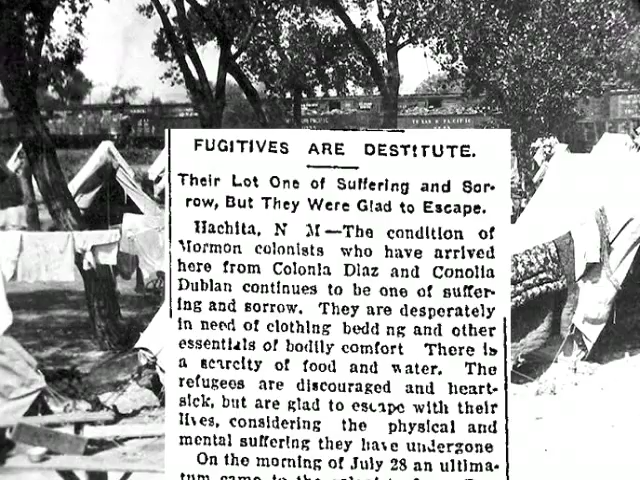 FUGITIVES ARE DESTITUTE.
Their Lot One of Suffering and Sor-
row, But They Were Glad to Escape.
Hachita, N M—The condition of
Mormon colonists who have arrived
here from Colonia Diaz and Conolia
Dublan continues to be one of suffer-
ing and sorrow. They are desperately
in need of clothing bedd ng and other
essentials of bodily comfort There is
a scarcity of food and water. The
refugees are discouraged and heart-
sick, but are glad to escape with their
lives, considering the physical and
mental suffering they have undergone
On the morning of July 28 an ultima-
tum came to the